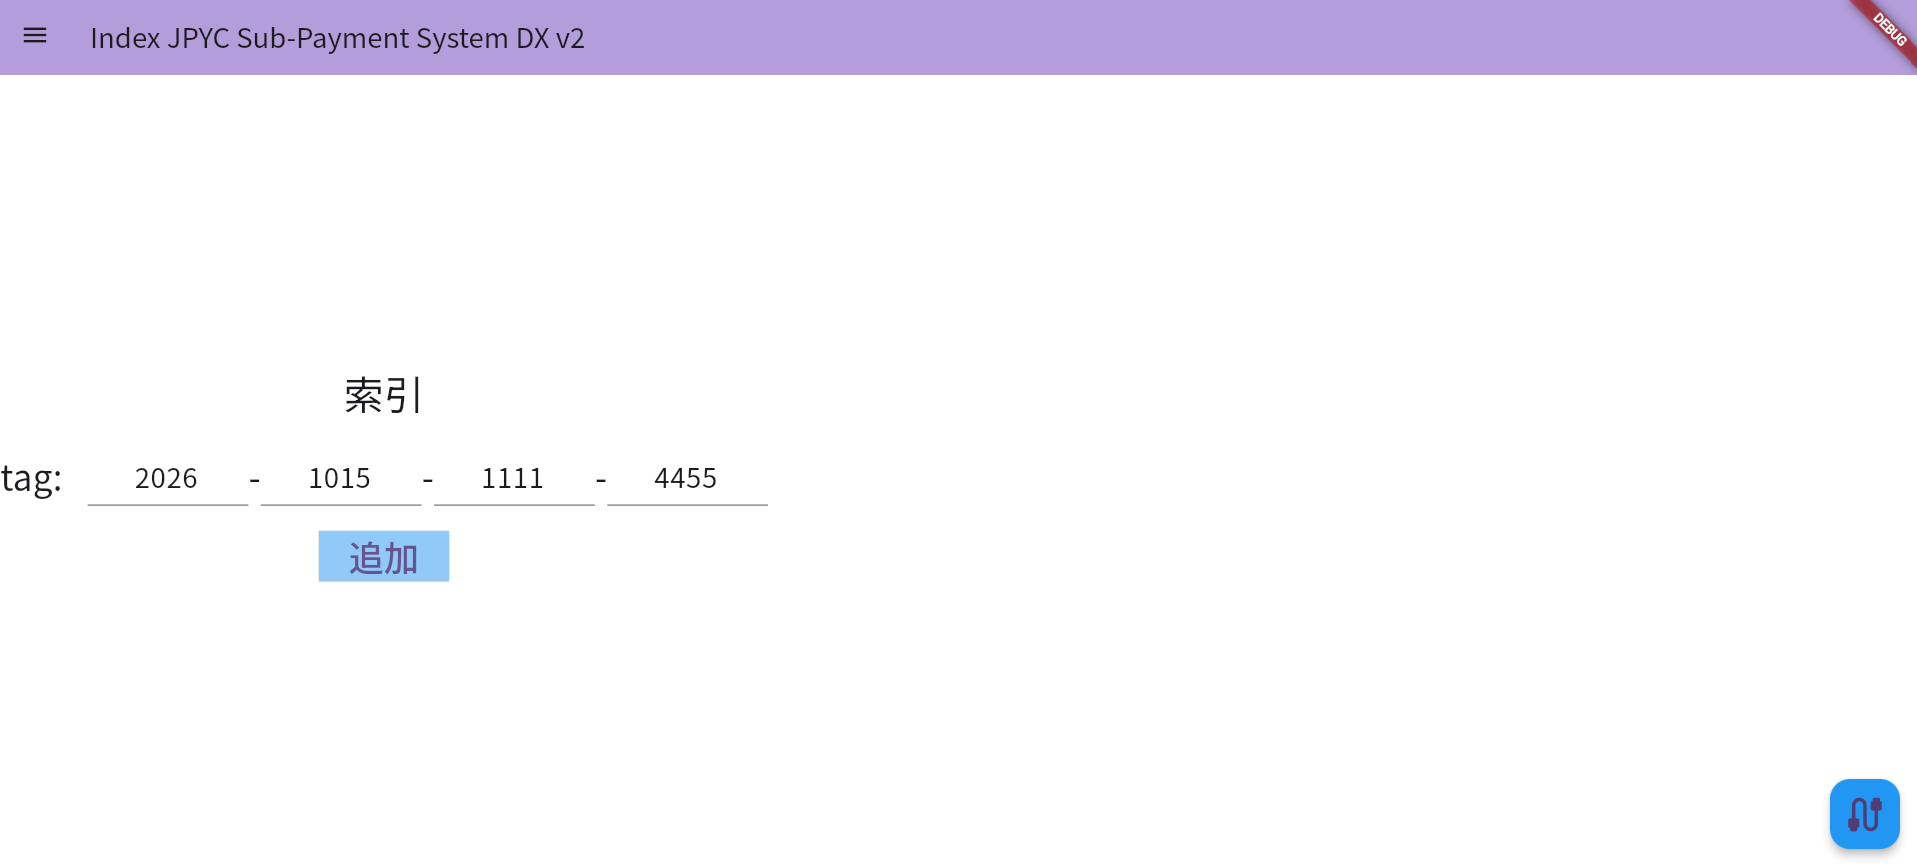 Index JPYC Sub-Payment System DX v2
DEBUG
索引
tag: 2026 - 1015 - 1111 - 4455
追加